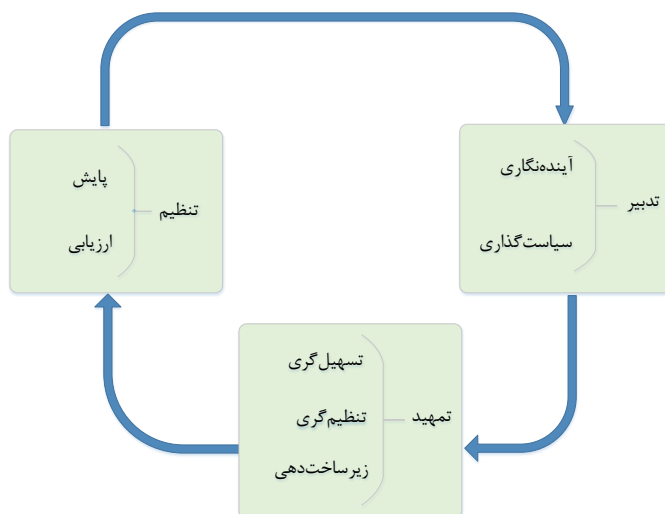 تدبیر
آینده‌نگاری
سیاست‌گذاری
تمهید
تسهیل‌گری
تنظیم‌گری
زیرساخت‌دهی
تنظیم
پایش
ارزیابی